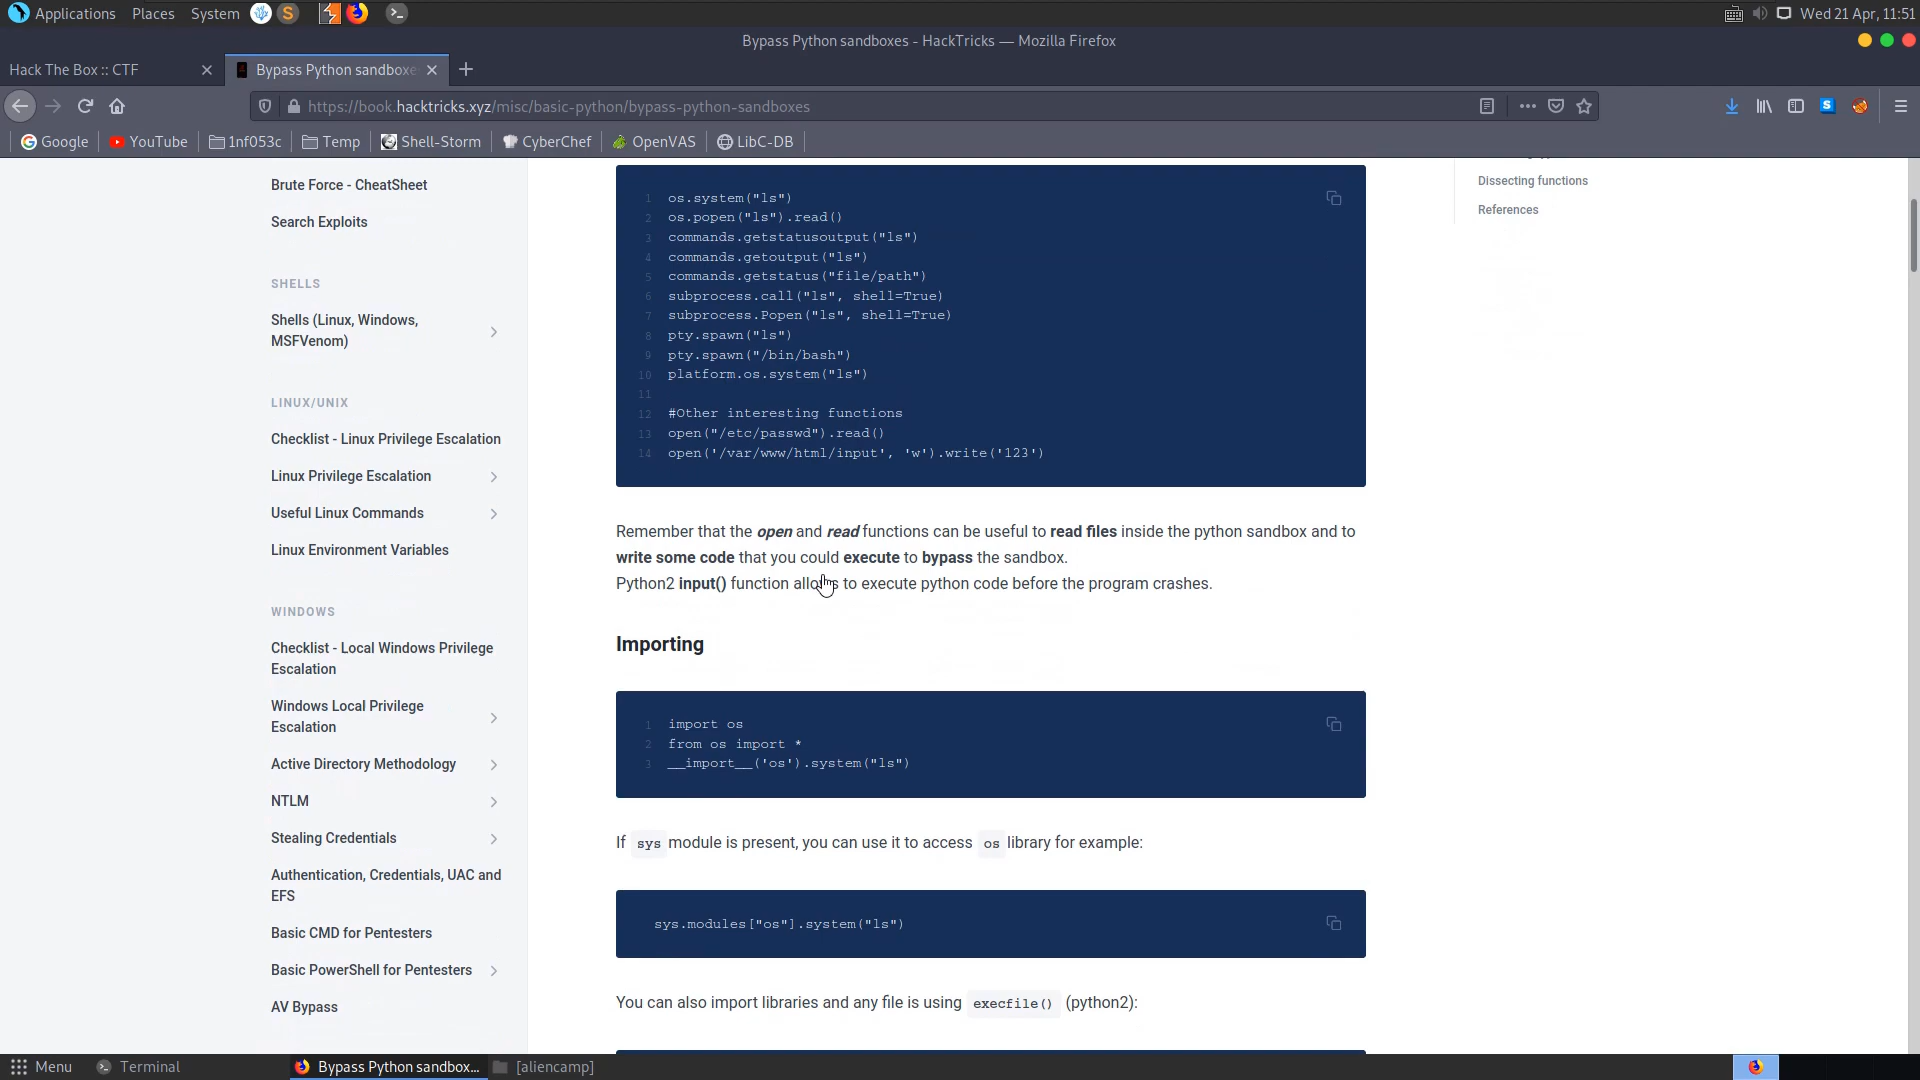 Applications Places System Wed 21 Apr, 11:51
Bypass Python sandboxes - HackTricks — Mozilla Firefox
Hack The Box :: CTF
Bypass Python sandboxe
https://book.hacktricks.xyz/misc/basic-python/bypass-python-sandboxes
Google YouTube 1nf053c Temp Shell-Storm CyberChef OpenVAS LibC-DB
Brute Force - CheatSheet
Search Exploits
SHELLS
Shells (Linux, Windows,
MSFVenom)
LINUX/UNIX
Checklist - Linux Privilege Escalation
Linux Privilege Escalation
Useful Linux Commands
Linux Environment Variables
WINDOWS
Checklist - Local Windows Privilege
Escalation
Windows Local Privilege
Escalation
Active Directory Methodology
NTLM
Stealing Credentials
Authentication, Credentials, UAC and
EFS
Basic CMD for Pentesters
Basic PowerShell for Pentesters
AV Bypass
1 os.system("ls")
2 os.popen("ls").read()
3 commands.getstatusoutput("ls")
4 commands.getoutput("ls")
5 commands.getstatus("file/path")
6 subprocess.call("ls", shell=True)
7 subprocess.Popen("ls", shell=True)
8 pty.spawn("ls")
9 pty.spawn("/bin/bash")
10 platform.os.system("ls")
11
12 #Other interesting functions
13 open("/etc/passwd").read()
14 open('/var/www/html/input', 'w').write('123')
Remember that the open and read functions can be useful to read files inside the python sandbox and to
write some code that you could execute to bypass the sandbox.
Python2 input() function allows to execute python code before the program crashes.
Importing
1 import os
2 from os import *
3 __import__('os').system("ls")
If sys module is present, you can use it to access os library for example:
sys.modules["os"].system("ls")
You can also import libraries and any file is using execfile() (python2):
Dissecting functions
References
Menu Terminal Bypass Python sandbox... [aliencamp]